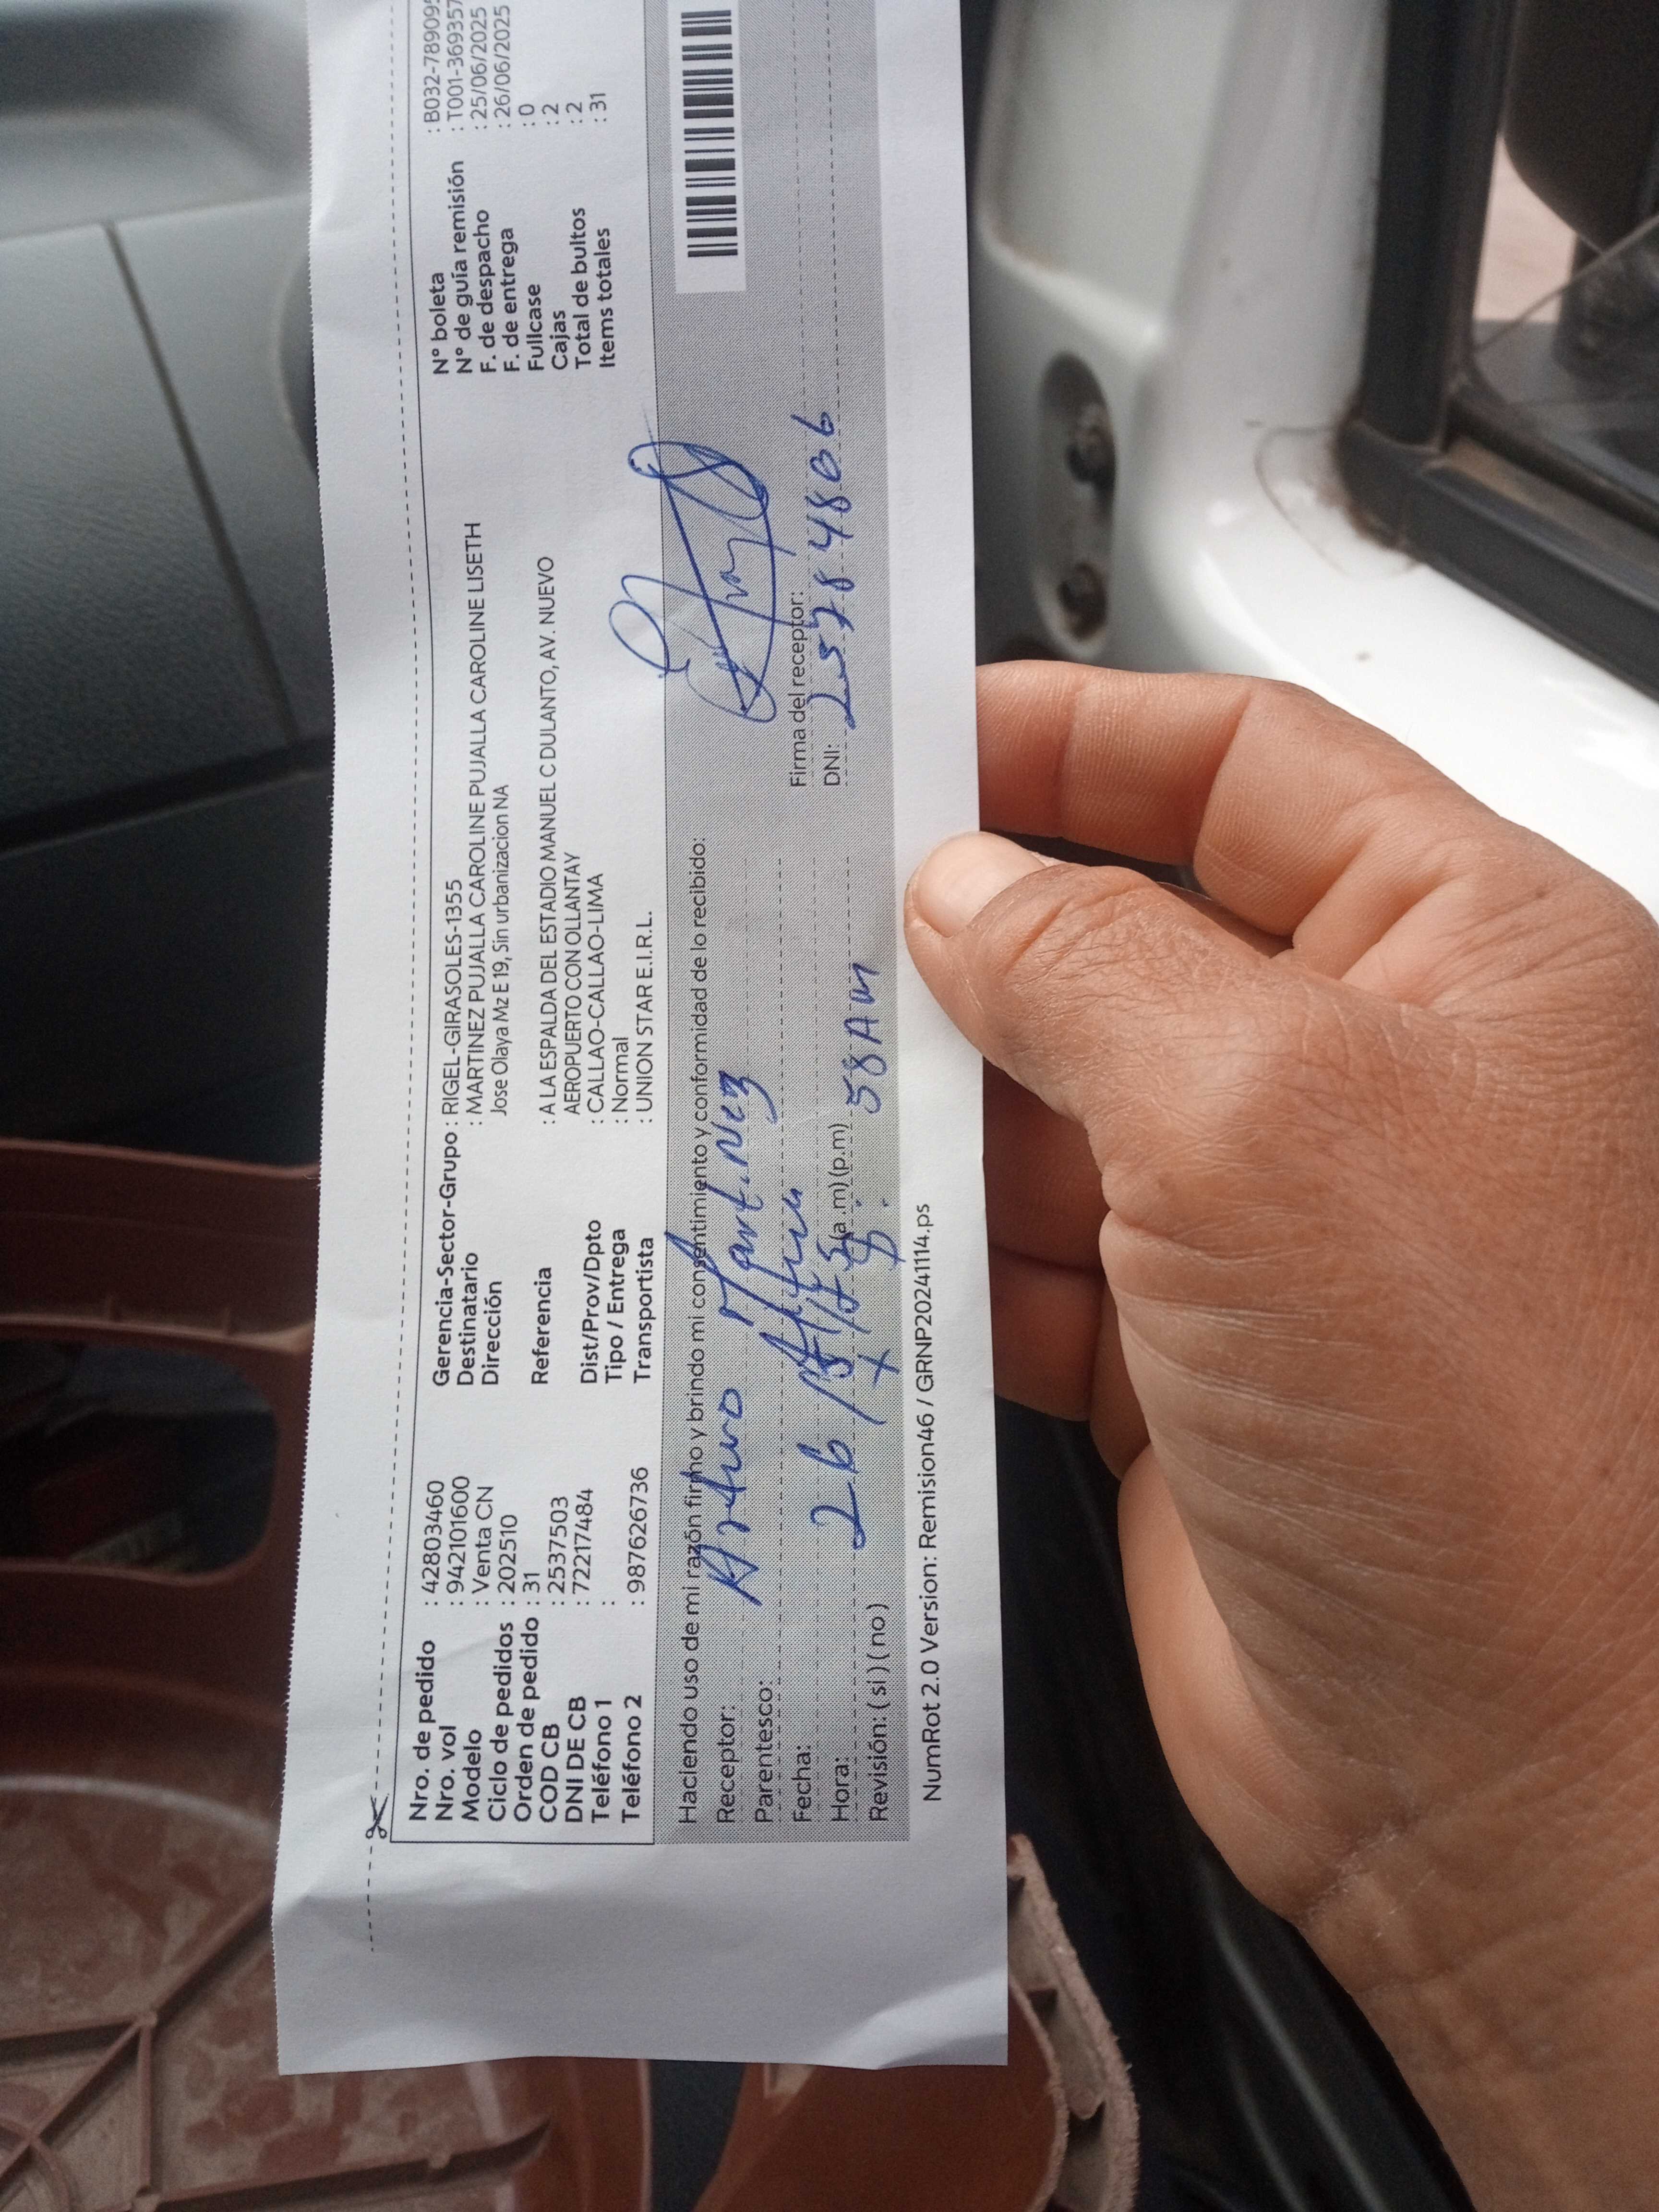 Nro. de pedido : 42803460
Nro. vol : 942101600
Modelo : Venta CN
Ciclo de pedidos : 202510
Orden de pedido : 31
COD CB : 2537503
DNI DE CB : 72217484
Teléfono 1 :
Teléfono 2 : 987626736
Gerencia-Sector-Grupo : RIGEL-GIRASOLES-1355
Destinatario : MARTINEZ PUJALLA CAROLINE PUJALLA CAROLINE LISETH
Dirección Jose Olaya Mz E 19, Sin urbanizacion NA
Referencia : A LA ESPALDA DEL ESTADIO MANUEL C DULANTO, AV. NUEVO
AEROPUERTO CON OLLANTAY
Dist/Prov/Dpto : CALLAO-CALLAO-LIMA
Tipo / Entrega : Normal
Transportista : UNION STAR E.I.R.L.
N° boleta : B032-789095
N° de guía remisión : T001-369357
F. de despacho : 25/06/2025
F. de entrega : 26/06/2025
Fullcase : 0
Cajas : 2
Total de bultos : 2
Items totales : 31
Haciendo uso de mi razón firmo y brindo mi consentimiento y conformidad de lo recibido:
Receptor: Arturo Martinez
Parentesco:
Fecha: 26
Hora: (a .m) (p.m) 58 AM
Revisión: ( si ) ( no )
Firma del receptor:
DNI: 25784866
NumRot 2.0 Version: Remision46 / GRNP20241114.ps